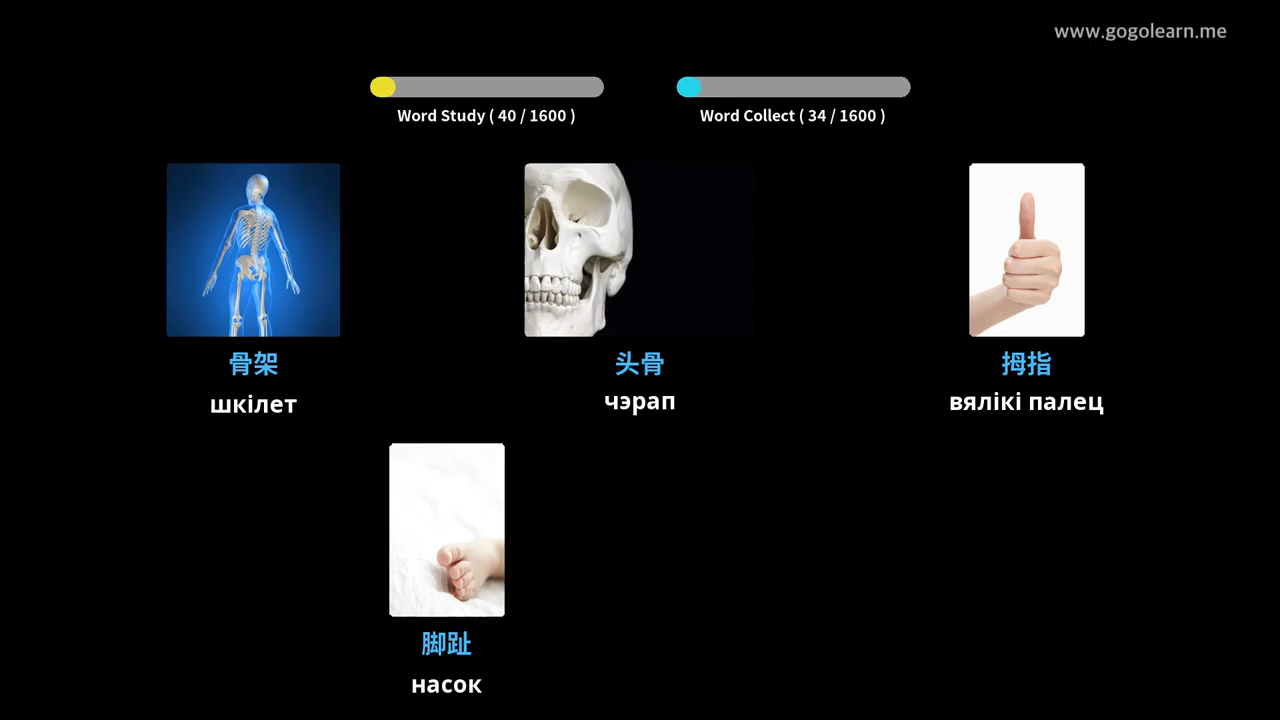 www.gogolearn.me
Word Study ( 40 / 1600 )
Word Collect ( 34 / 1600 )
骨架
头骨
拇指
шкілет
чэрап
вялікі палец
脚趾
насок